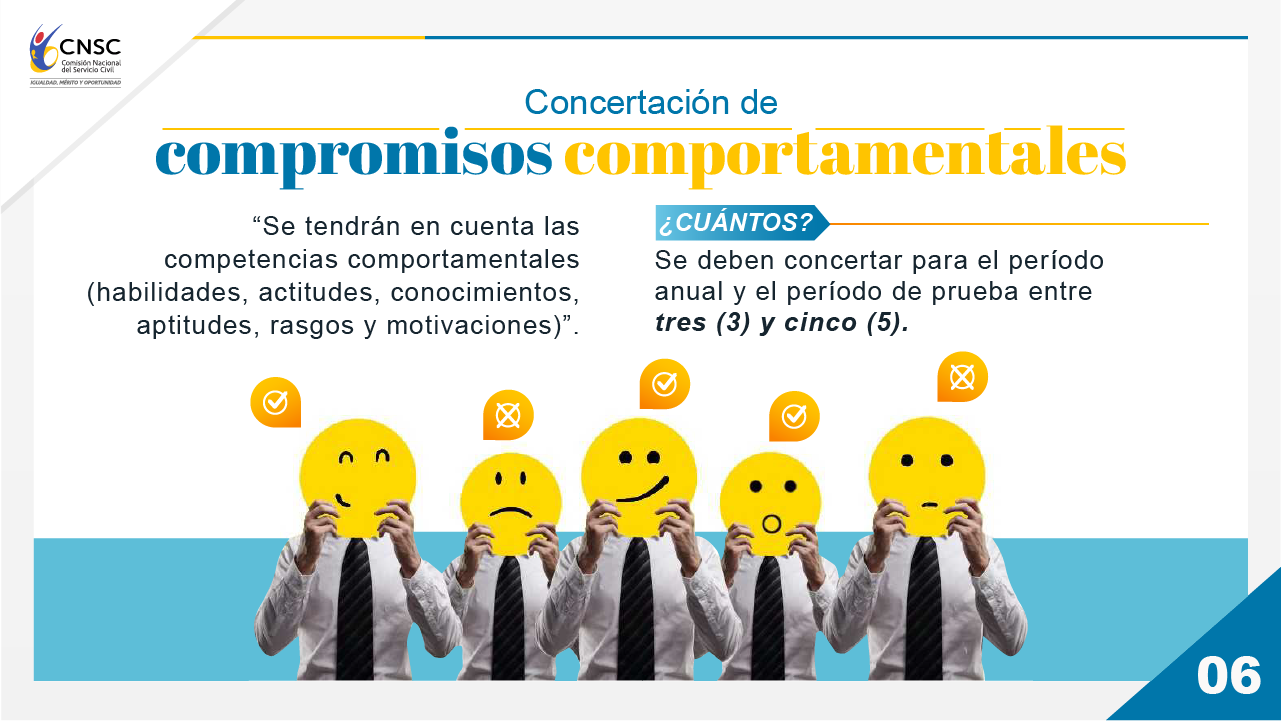 CNSC
Comisión Nacional
del Servicio Civil
IGUALDAD, MÉRITO Y OPORTUNIDAD
Concertación de
compromisos comportamentales
“Se tendrán en cuenta las
competencias comportamentales
(habilidades, actitudes, conocimientos,
aptitudes, rasgos y motivaciones)”.
¿CUÁNTOS?
Se deben concertar para el período
anual y el período de prueba entre
tres (3) y cinco (5).
06